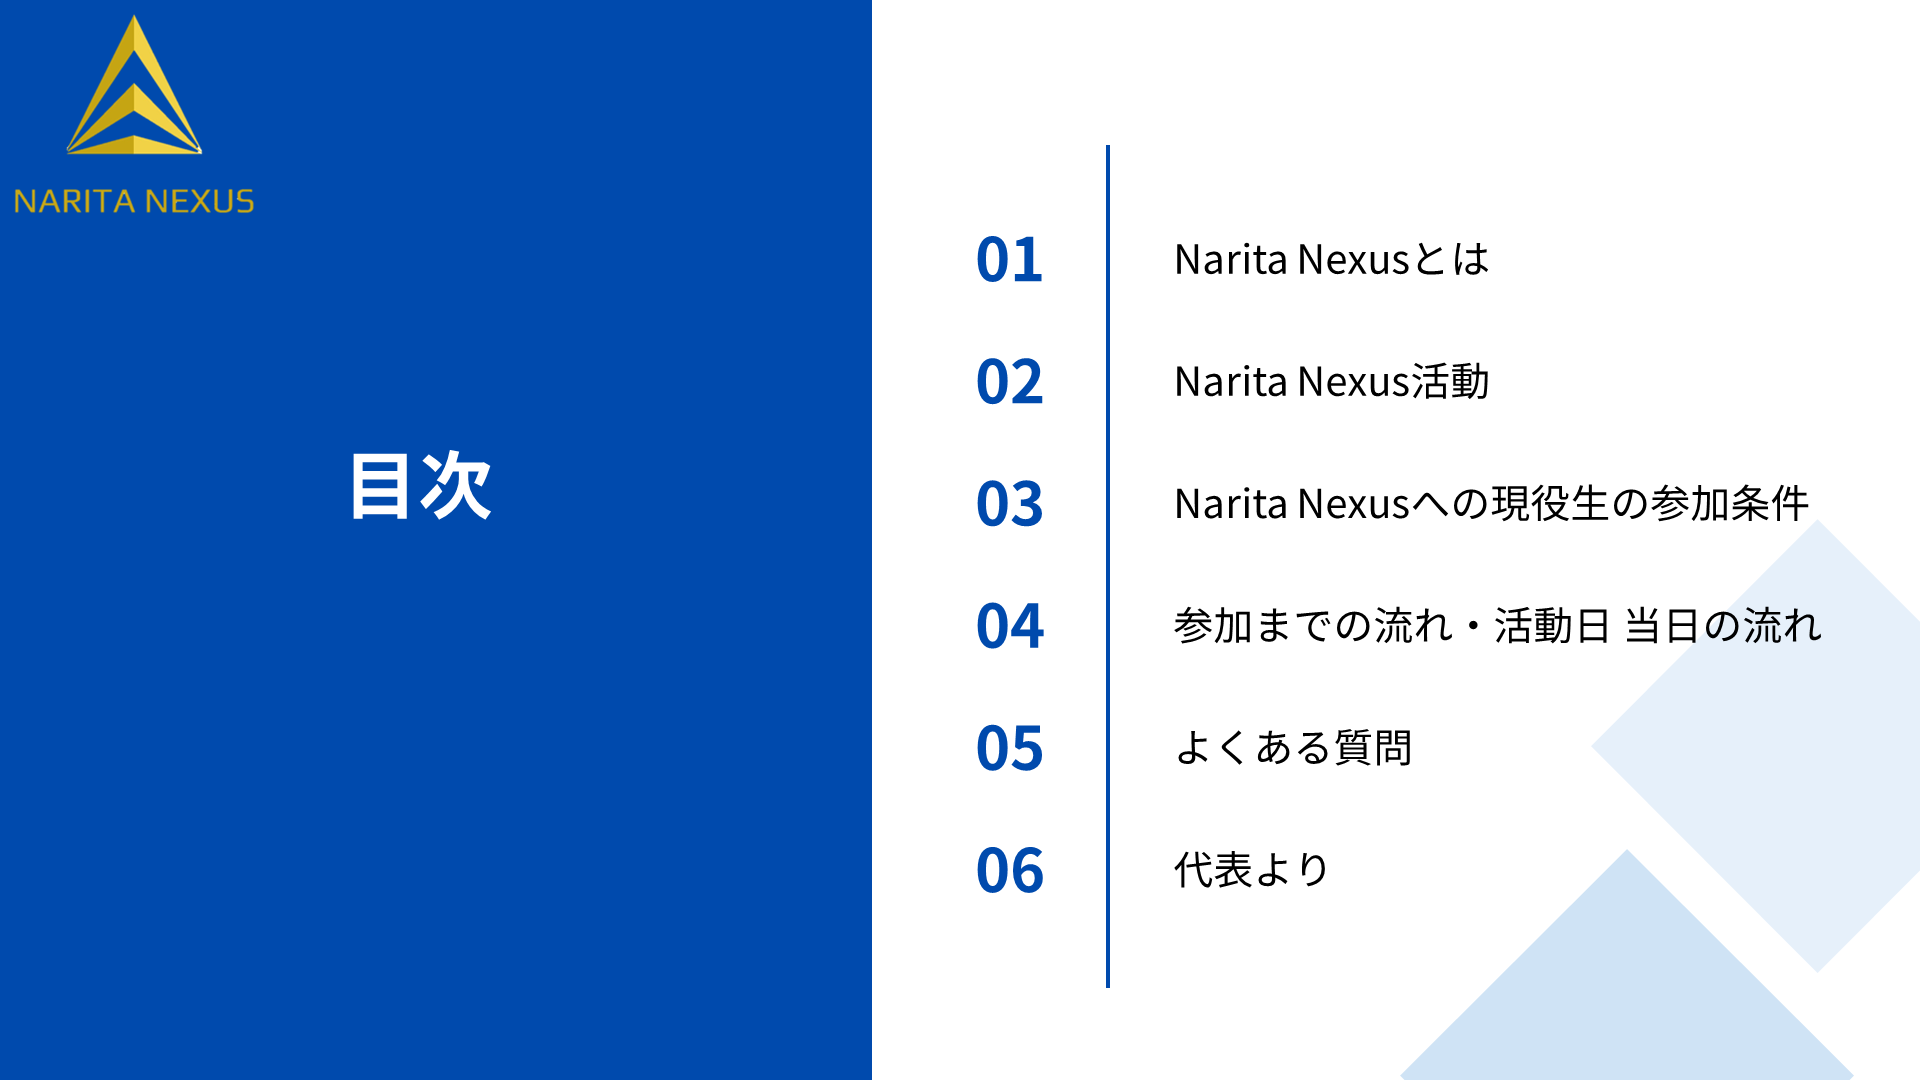 NARITA NEXUS
目次
01 Narita Nexusとは
02 Narita Nexus活動
03 Narita Nexusへの現役生の参加条件
04 参加までの流れ・活動日 当日の流れ
05 よくある質問
06 代表より